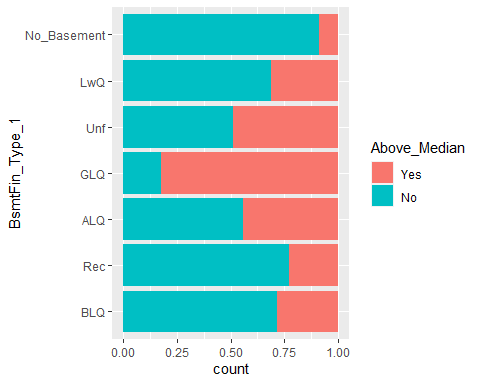 BsmtFin_Type_1
No_Basement
LwQ
Unf
GLQ
ALQ
Rec
BLQ
0.00 0.25 0.50 0.75 1.00
count
Above_Median
Yes
No